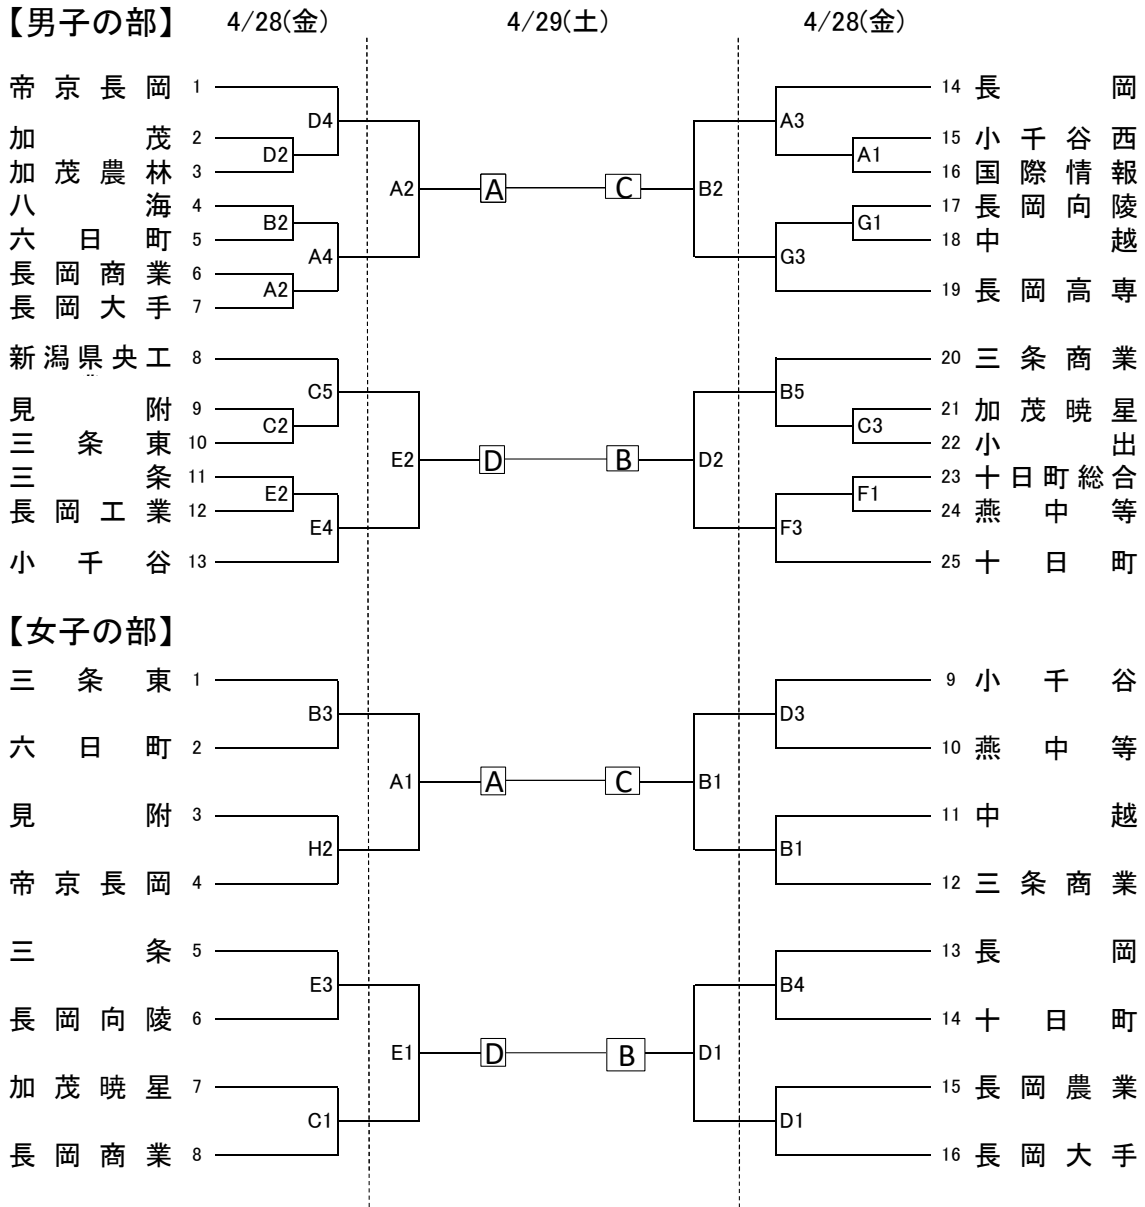 【男子の部】 4/28(金) 4/29(土) 4/28(金)
帝京長岡 1 14 長岡
D4 A3
加茂 2 15 小千谷西
D2 A1
加茂農林 3 16 国際情報
A2 A C B2
八海 4 17 長岡向陵
B2 G1
六日町 5 18 中越
A4 G3
長岡商業 6
A2 19 長岡高専
長岡大手 7
新潟県央工 8 20 三条商業
C5 B5
見附 9 21 加茂暁星
C2 C3
三条東 10 22 小出
E2 D B D2
三条 11 23 十日町総合
E2 F1
長岡工業 12 24 燕中等
E4 F3
小千谷 13 25 十日町
【女子の部】
三条東 1 9 小千谷
B3 D3
六日町 2 10 燕中等
A1 A C B1
見附 3 11 中越
H2 B1
帝京長岡 4 12 三条商業
三条 5 13 長岡
E3 B4
長岡向陵 6 14 十日町
E1 D B D1
加茂暁星 7 15 長岡農業
C1 D1
長岡商業 8 16 長岡大手